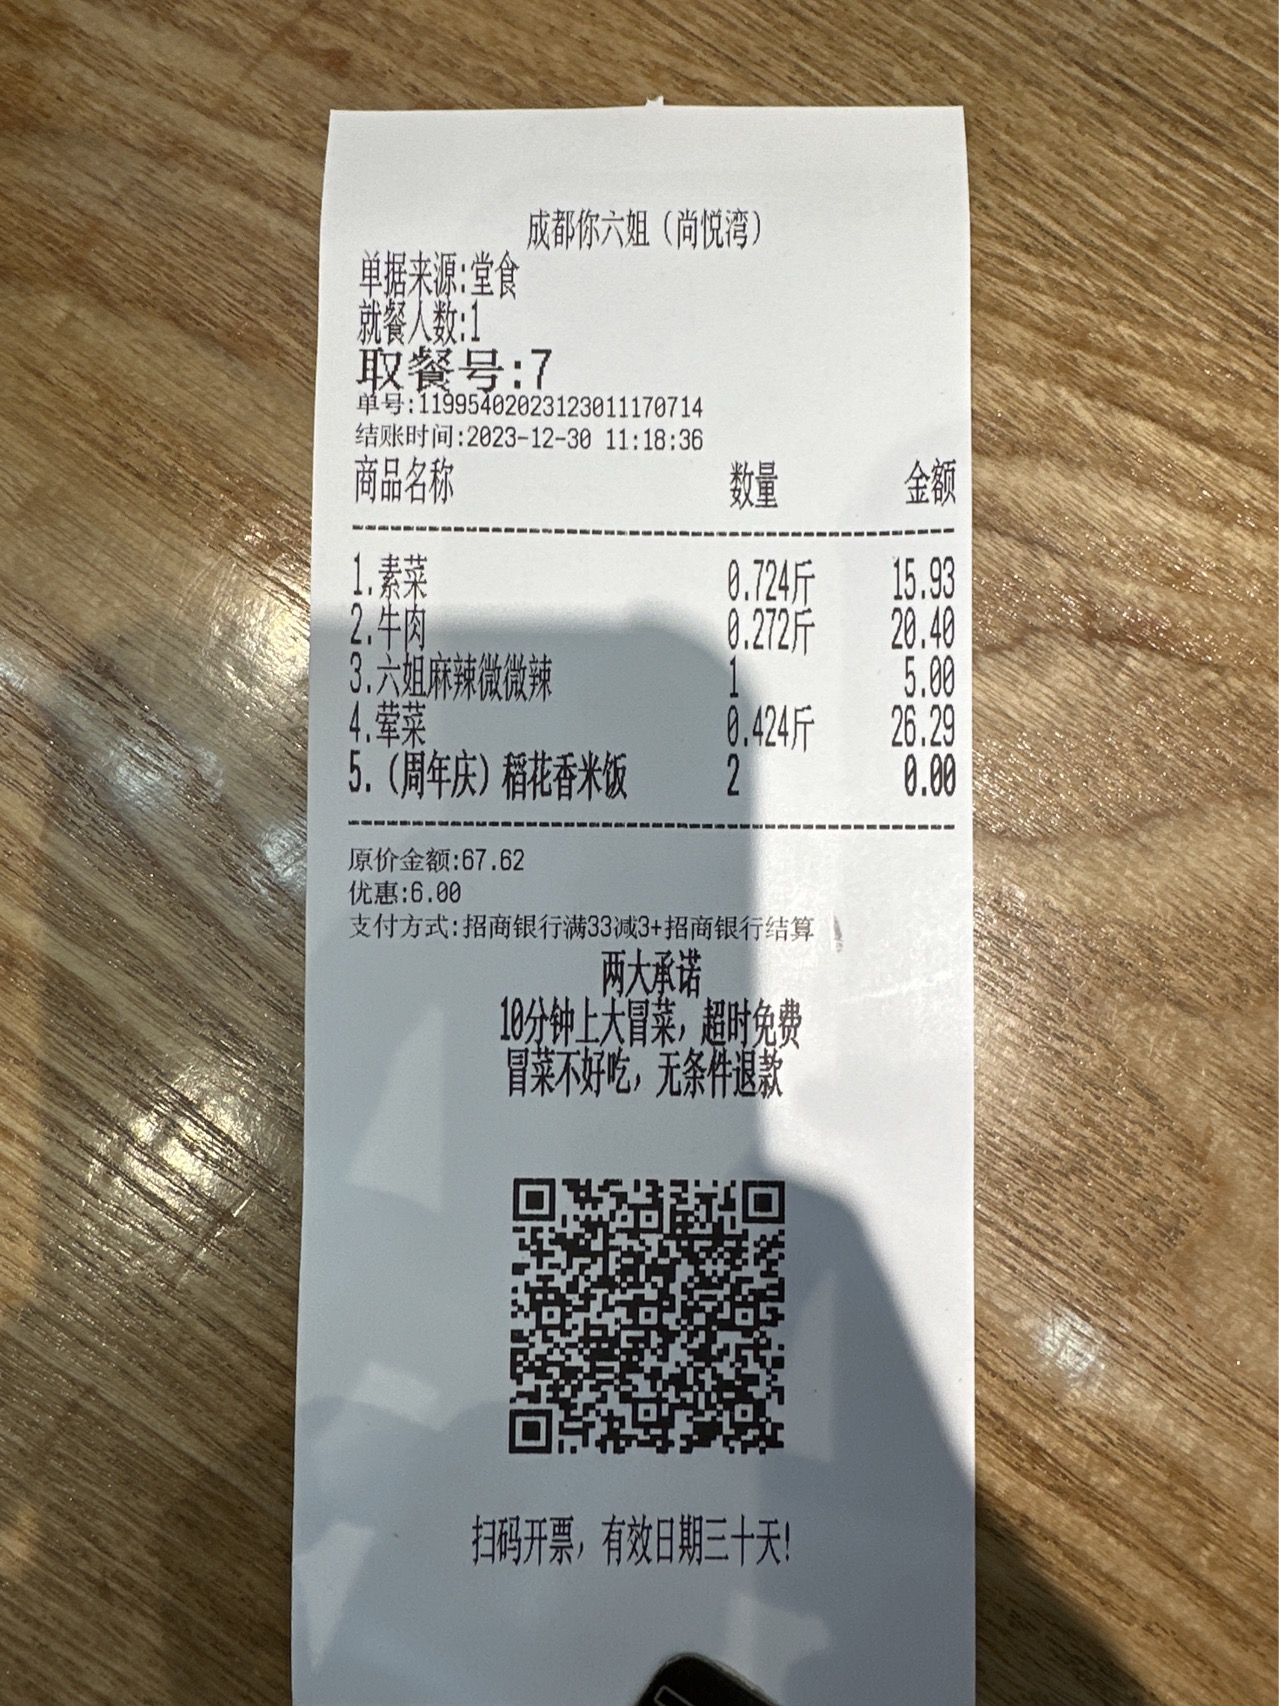 成都你六姐（尚悦湾）
单据来源:堂食
就餐人数:1
取餐号:7
单号:11995402023123011170714
结账时间:2023-12-30 11:18:36
商品名称 数量 金额
1.素菜 0.724斤 15.93
2.牛肉 0.272斤 20.40
3.六姐麻辣微微辣 1 5.00
4.荤菜 0.424斤 26.29
5.（周年庆）稻花香米饭 2 0.00
原价金额:67.62
优惠:6.00
支付方式:招商银行满33减3+招商银行结算
两大承诺
10分钟上大冒菜，超时免费
冒菜不好吃，无条件退款
扫码开票，有效日期三十天!